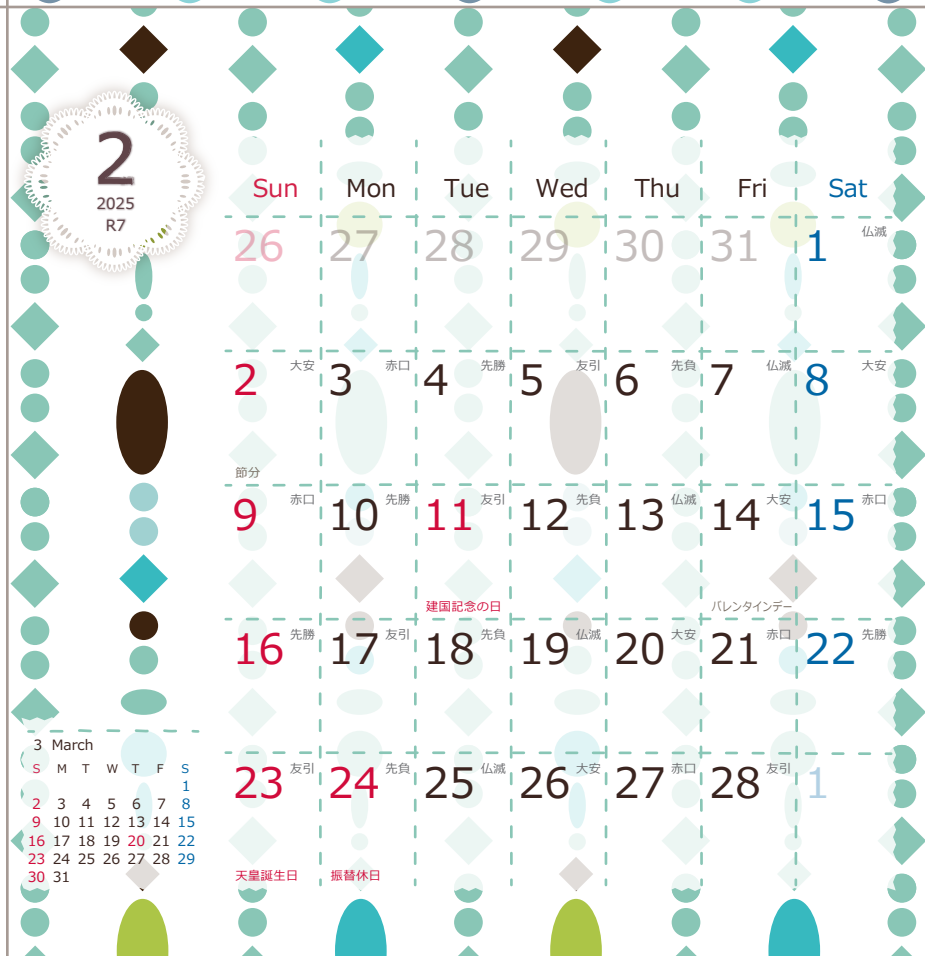 2
2025
R7
Sun Mon Tue Wed Thu Fri Sat
26 27 28 29 30 31 1 仏滅
2 大安 3 赤口 4 先勝 5 友引 6 先負 7 仏滅 8 大安
節分
9 赤口 10 先勝 11 友引 12 先負 13 仏滅 14 大安 15 赤口
建国記念の日 バレンタインデー
16 先勝 17 友引 18 先負 19 仏滅 20 大安 21 赤口 22 先勝
23 友引 24 先負 25 仏滅 26 大安 27 赤口 28 友引 1
天皇誕生日 振替休日
3 March
S M T W T F S
1
2 3 4 5 6 7 8
9 10 11 12 13 14 15
16 17 18 19 20 21 22
23 24 25 26 27 28 29
30 31